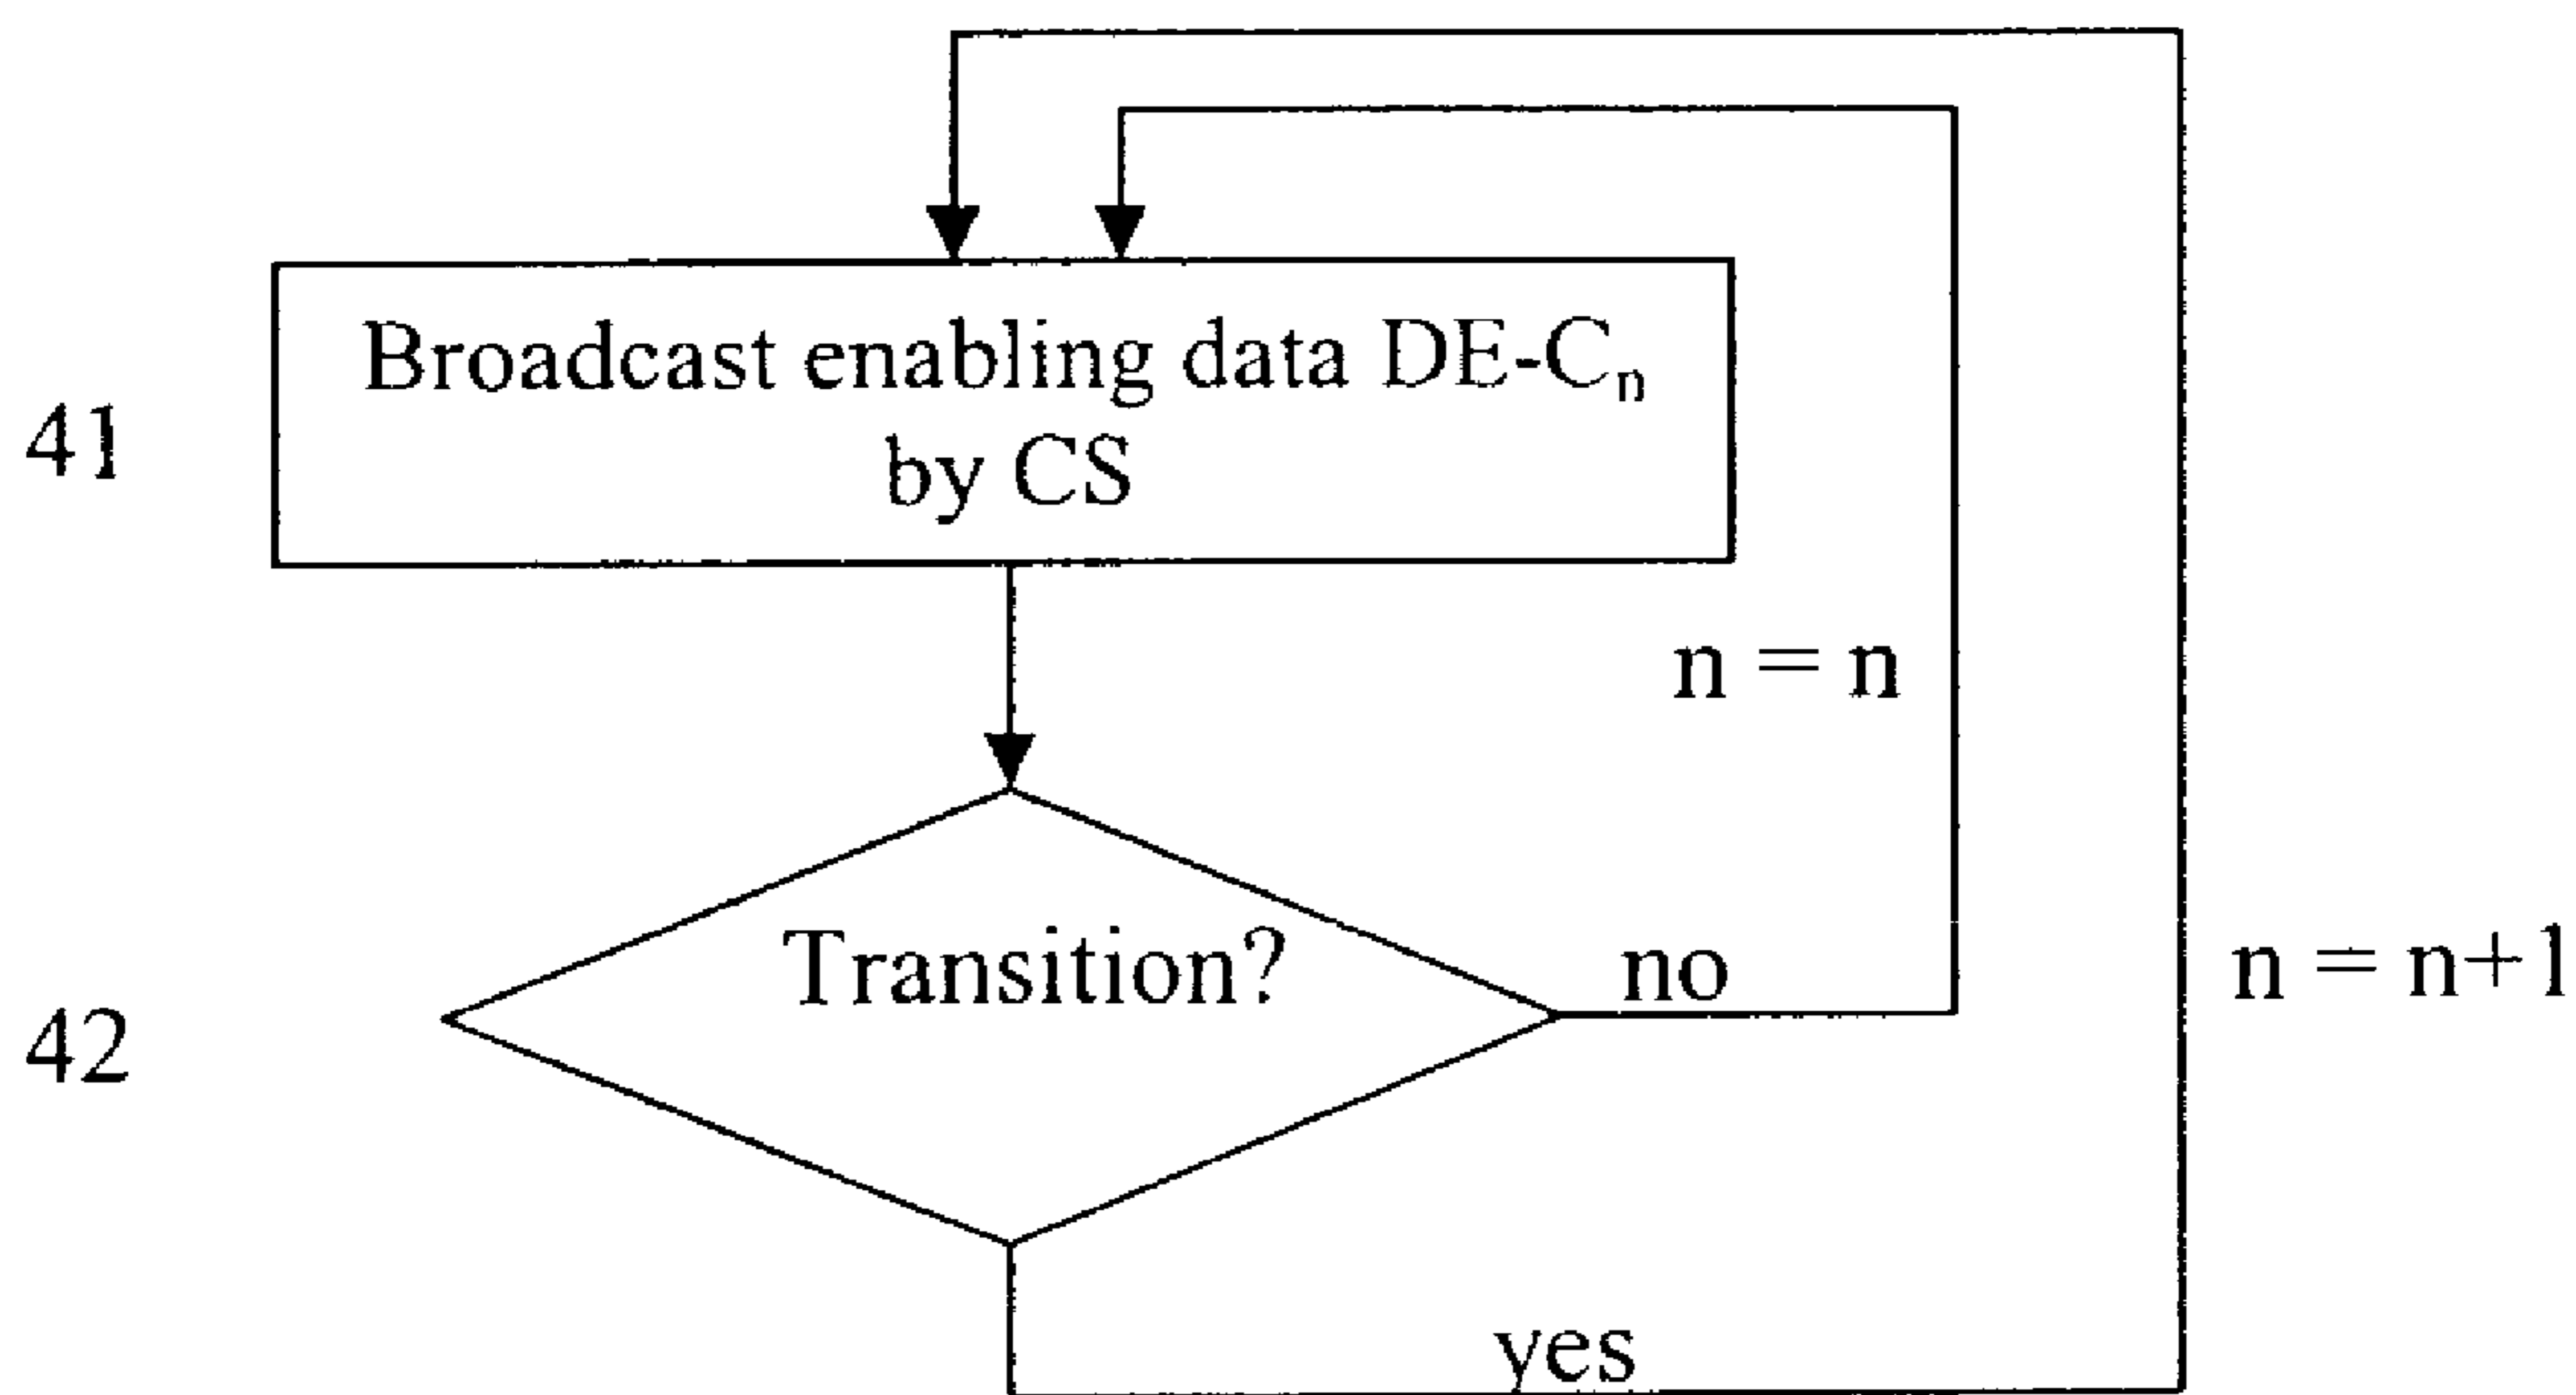 41
Broadcast enabling data DE-Cₙ
by CS
n = n
42
Transition?
no
n = n+1
yes